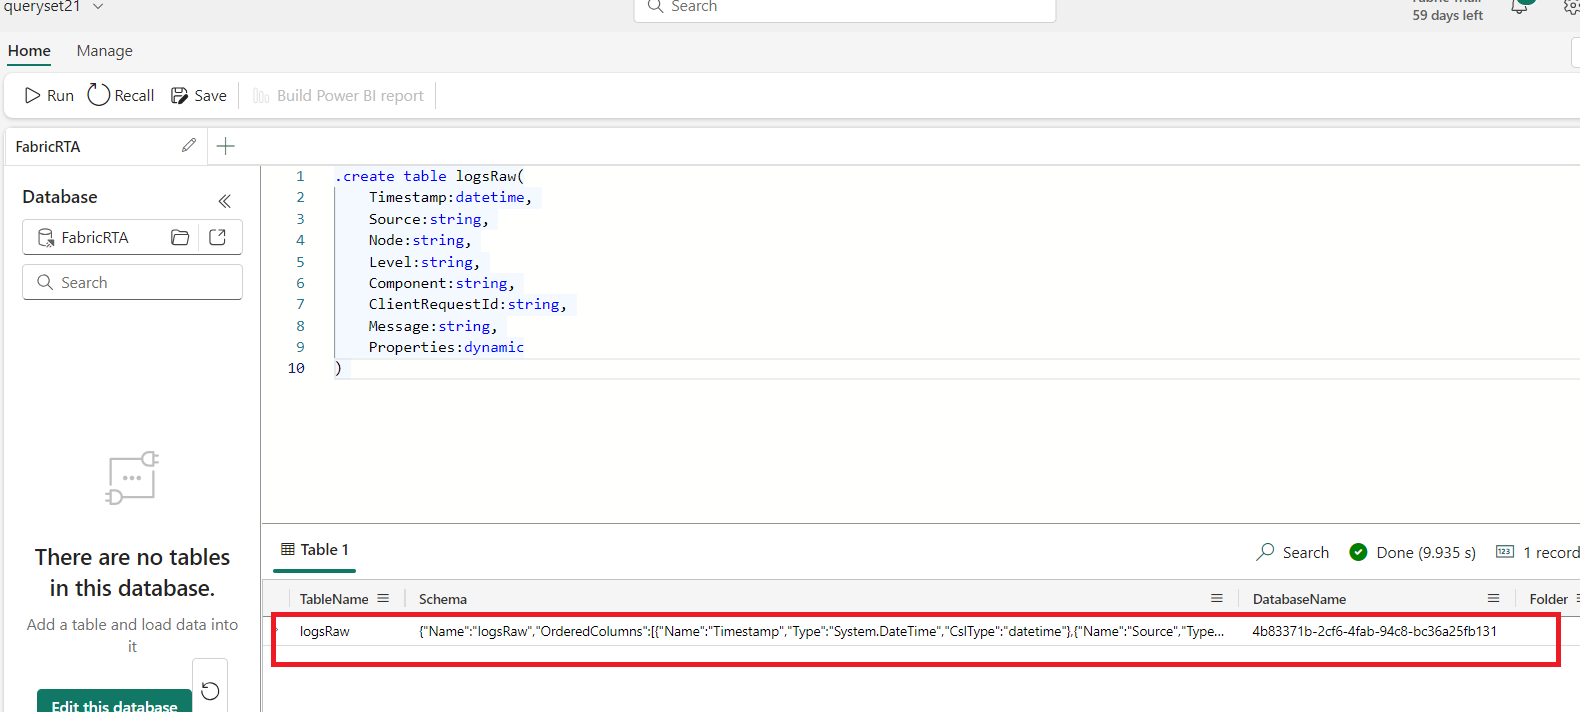 queryset21
Search
59 days left
Home Manage
Run Recall Save Build Power BI report
FabricRTA
Database
FabricRTA
Search
There are no tables
in this database.
Add a table and load data into
it
Edit this database
1 .create table logsRaw(
2 Timestamp:datetime,
3 Source:string,
4 Node:string,
5 Level:string,
6 Component:string,
7 ClientRequestId:string,
8 Message:string,
9 Properties:dynamic
10 )
Table 1 Search Done (9.935 s) 123 1 record
TableName Schema DatabaseName Folder
logsRaw {"Name":"logsRaw","OrderedColumns":[{"Name":"Timestamp","Type":"System.DateTime","CslType":"datetime"},{"Name":"Source","Type... 4b83371b-2cf6-4fab-94c8-bc36a25fb131